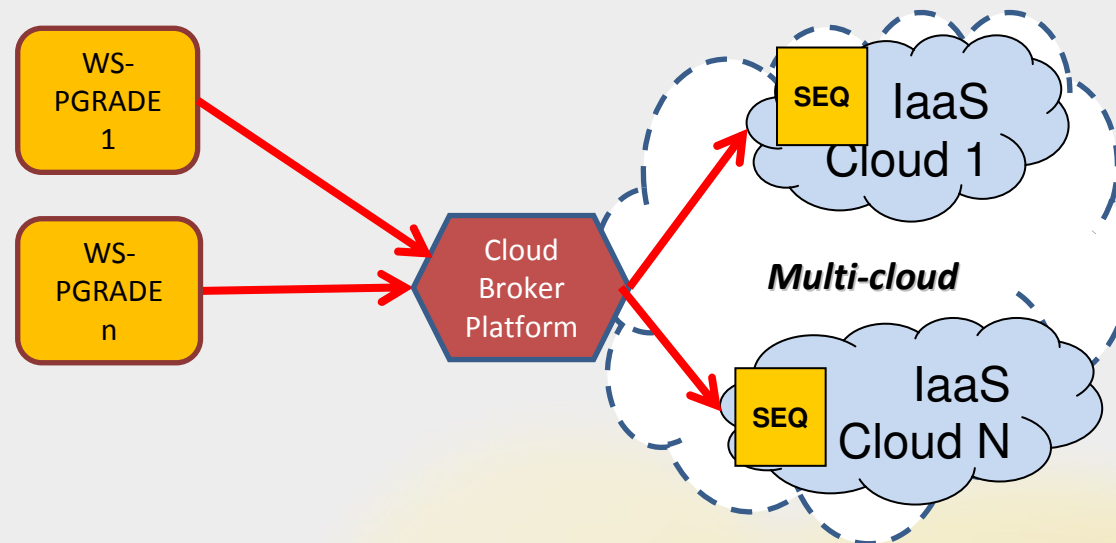 WS-
PGRADE
1
WS-
PGRADE
n
Cloud
Broker
Platform
SEQ
IaaS
Cloud 1
Multi-cloud
SEQ
IaaS
Cloud N